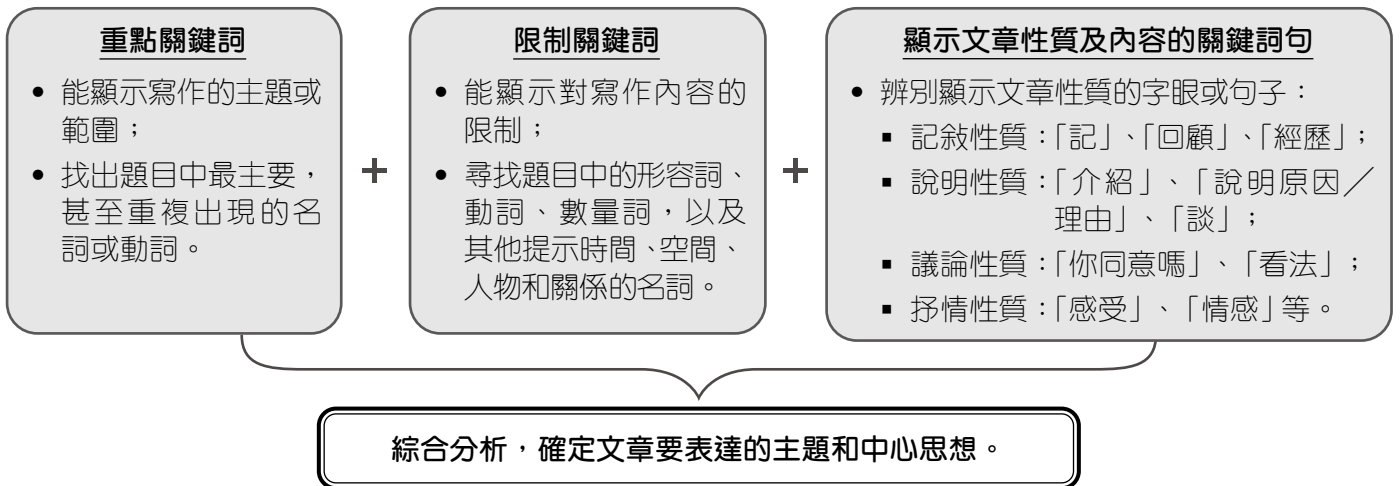 重點關鍵詞
• 能顯示寫作的主題或
範圍；
• 找出題目中最主要，
甚至重複出現的名
詞或動詞。
+
限制關鍵詞
• 能顯示對寫作內容的
限制；
• 尋找題目中的形容詞、
動詞、數量詞，以及
其他提示時間、空間、
人物和關係的名詞。
+
顯示文章性質及內容的關鍵詞句
• 辨別顯示文章性質的字眼或句子：
▪ 記敍性質：「記」、「回顧」、「經歷」；
▪ 說明性質：「介紹」、「說明原因／
理由」、「談」；
▪ 議論性質：「你同意嗎」、「看法」；
▪ 抒情性質：「感受」、「情感」等。
綜合分析，確定文章要表達的主題和中心思想。